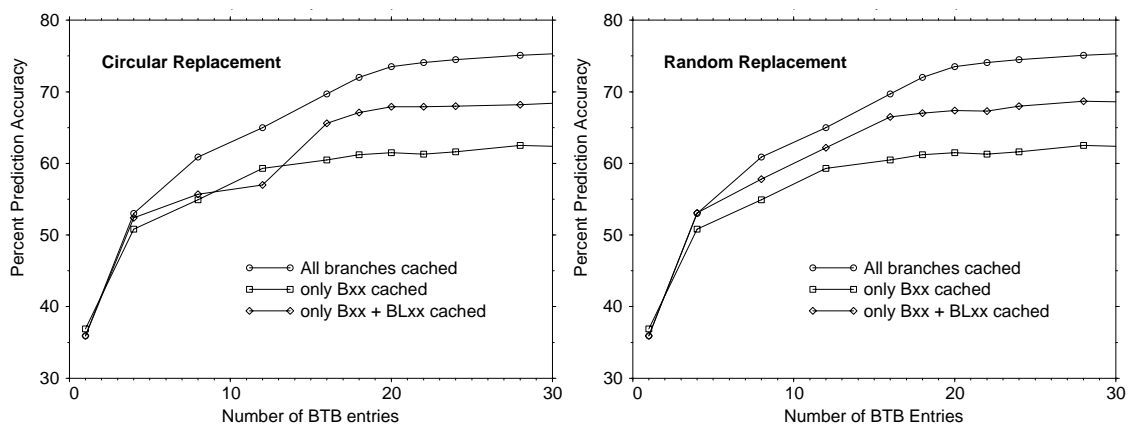 80
70
60
50
40
30
Percent Prediction Accuracy
Circular Replacement
All branches cached
only Bxx cached
only Bxx + BLxx cached
0 10 20 30
Number of BTB entries
80
70
60
50
40
30
Percent Prediction Accuracy
Random Replacement
All branches cached
only Bxx cached
only Bxx + BLxx cached
0 10 20 30
Number of BTB Entries